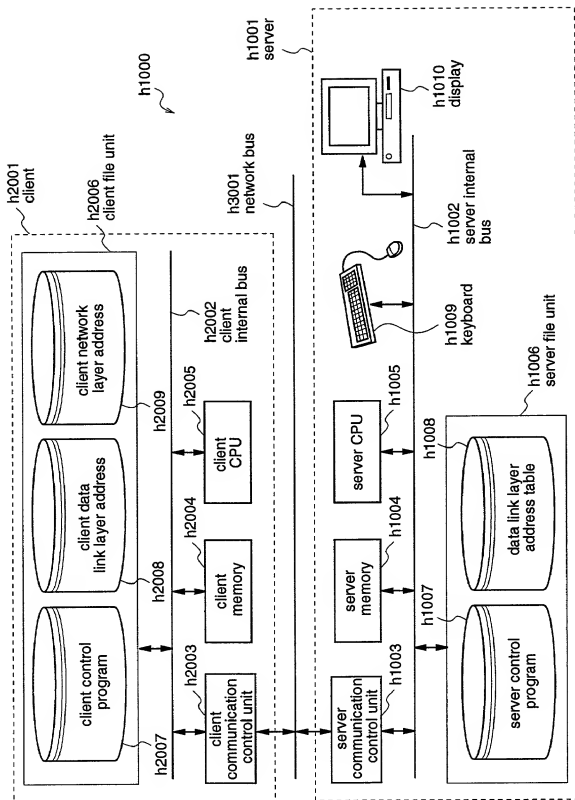 h1000
h2001
client
h2006
client file unit
client control
program
h2007
client data
link layer address
h2008
client network
layer address
h2009
h2002
client
internal bus
h2003
client
communication
control unit
h2004
client
memory
h2005
client
CPU
h3001
network bus
h1001
server
h1003
server
communication
control unit
h1004
server
memory
h1005
server CPU
h1009
keyboard
h1002
server internal
bus
h1010
display
h1006
server file unit
h1007
server control
program
h1008
data link layer
address table